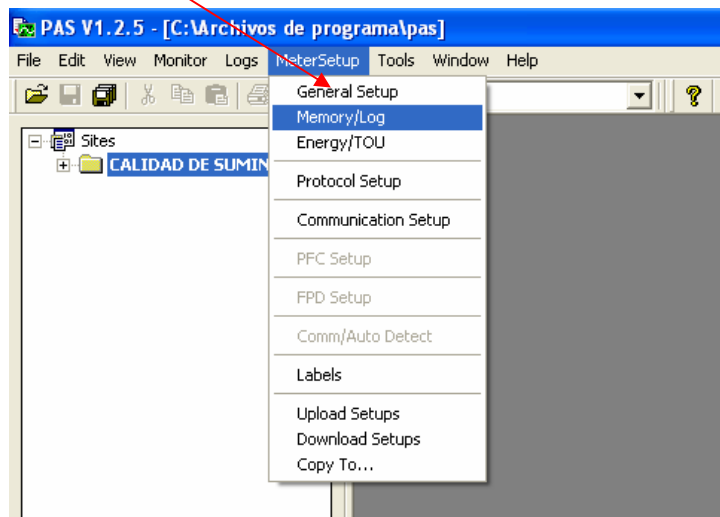 PAS V1.2.5 - [C:\Archivos de programa\pas]
File Edit View Monitor Logs MeterSetup Tools Window Help
General Setup
Memory/Log
Energy/TOU
Protocol Setup
Communication Setup
PFC Setup
FPD Setup
Comm/Auto Detect
Labels
Upload Setups
Download Setups
Copy To...
Sites
CALIDAD DE SUMIN